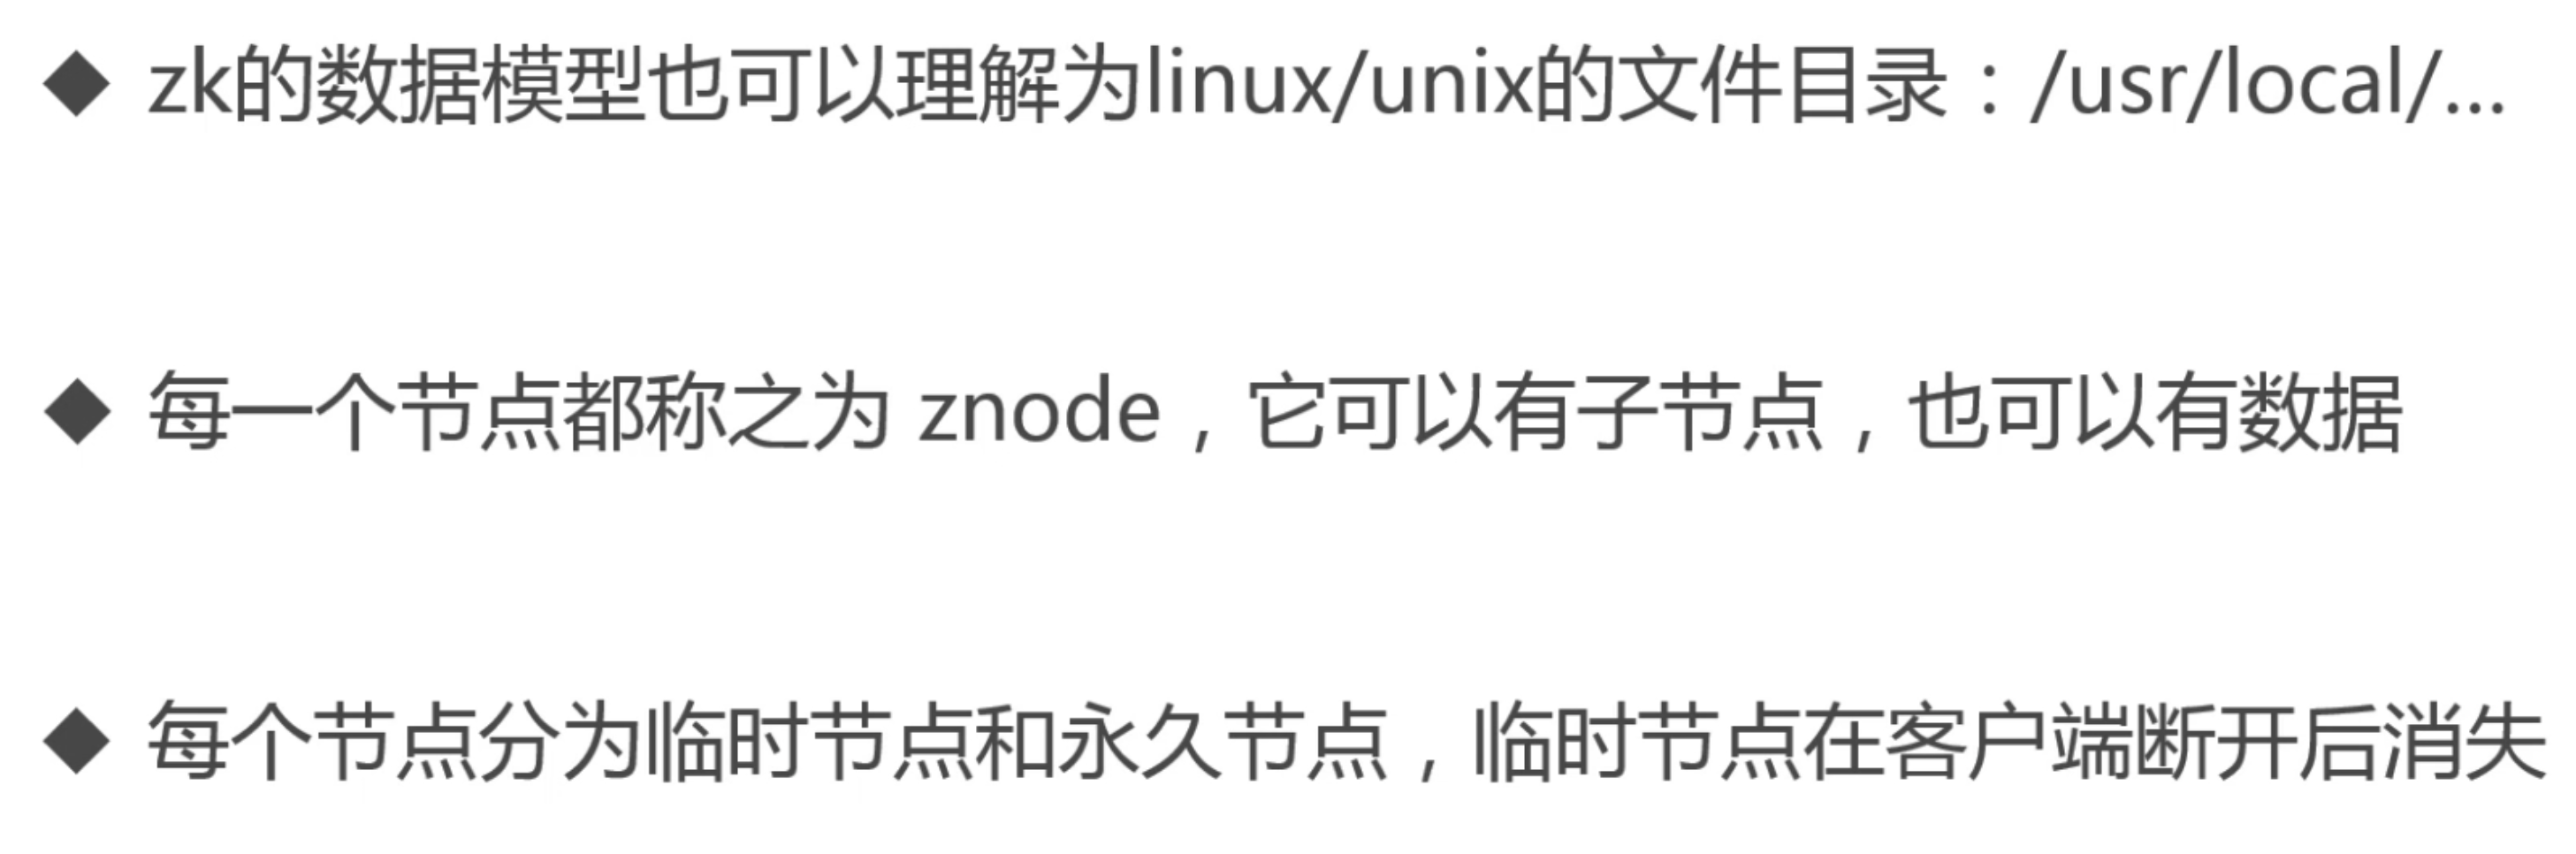 ◆ zk的数据模型也可以理解为linux/unix的文件目录：/usr/local/...
◆ 每一个节点都称之为 znode，它可以有子节点，也可以有数据
◆ 每个节点分为临时节点和永久节点，临时节点在客户端断开后消失